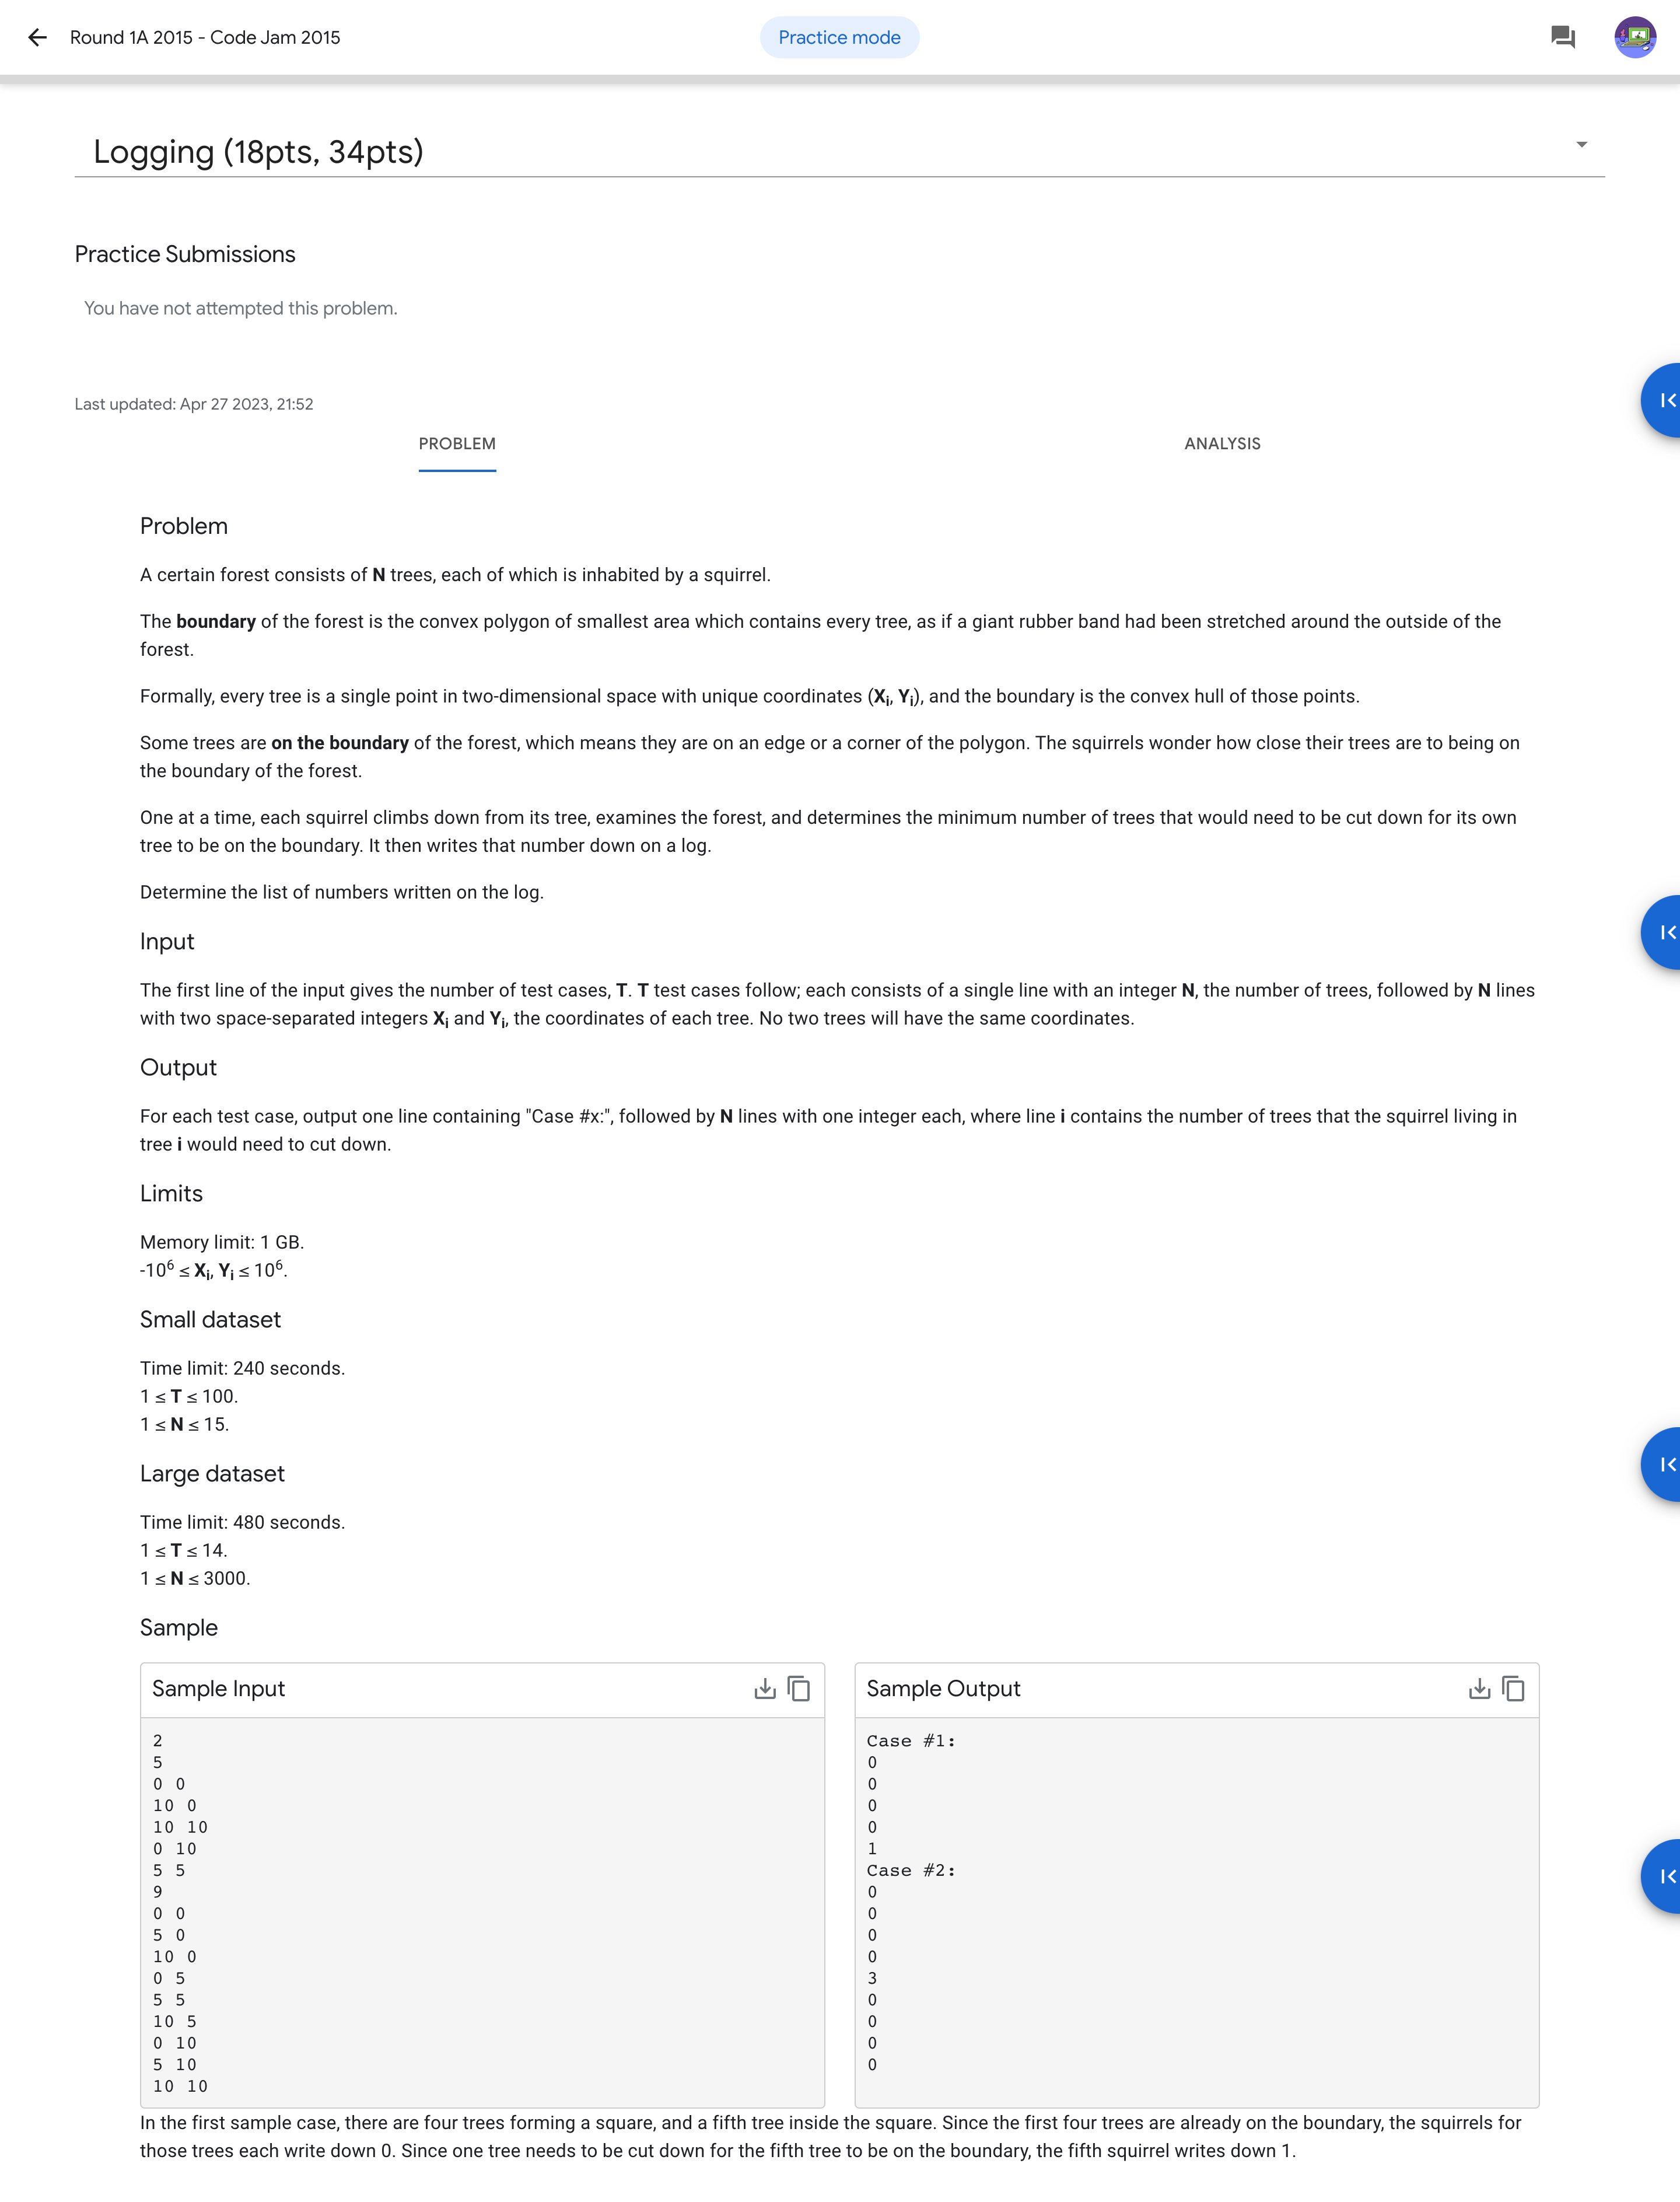 Round 1A 2015 - Code Jam 2015
Practice mode
Logging (18pts, 34pts)
Practice Submissions
You have not attempted this problem.
Last updated: Apr 27 2023, 21:52
PROBLEM
ANALYSIS
Problem
A certain forest consists of N trees, each of which is inhabited by a squirrel.
The boundary of the forest is the convex polygon of smallest area which contains every tree, as if a giant rubber band had been stretched around the outside of the
forest.
Formally, every tree is a single point in two-dimensional space with unique coordinates (Xi, Yi), and the boundary is the convex hull of those points.
Some trees are on the boundary of the forest, which means they are on an edge or a corner of the polygon. The squirrels wonder how close their trees are to being on
the boundary of the forest.
One at a time, each squirrel climbs down from its tree, examines the forest, and determines the minimum number of trees that would need to be cut down for its own
tree to be on the boundary. It then writes that number down on a log.
Determine the list of numbers written on the log.
Input
The first line of the input gives the number of test cases, T. T test cases follow; each consists of a single line with an integer N, the number of trees, followed by N lines
with two space-separated integers Xi and Yi, the coordinates of each tree. No two trees will have the same coordinates.
Output
For each test case, output one line containing "Case #x:", followed by N lines with one integer each, where line i contains the number of trees that the squirrel living in
tree i would need to cut down.
Limits
Memory limit: 1 GB.
-10⁶ ≤ Xi, Yi ≤ 10⁶.
Small dataset
Time limit: 240 seconds.
1 ≤ T ≤ 100.
1 ≤ N ≤ 15.
Large dataset
Time limit: 480 seconds.
1 ≤ T ≤ 14.
1 ≤ N ≤ 3000.
Sample
Sample Input
2
5
0 0
10 0
10 10
0 10
5 5
9
0 0
5 0
10 0
0 5
5 5
10 5
0 10
5 10
10 10
Sample Output
Case #1:
0
0
0
0
1
Case #2:
0
0
0
0
3
0
0
0
0
In the first sample case, there are four trees forming a square, and a fifth tree inside the square. Since the first four trees are already on the boundary, the squirrels for
those trees each write down 0. Since one tree needs to be cut down for the fifth tree to be on the boundary, the fifth squirrel writes down 1.